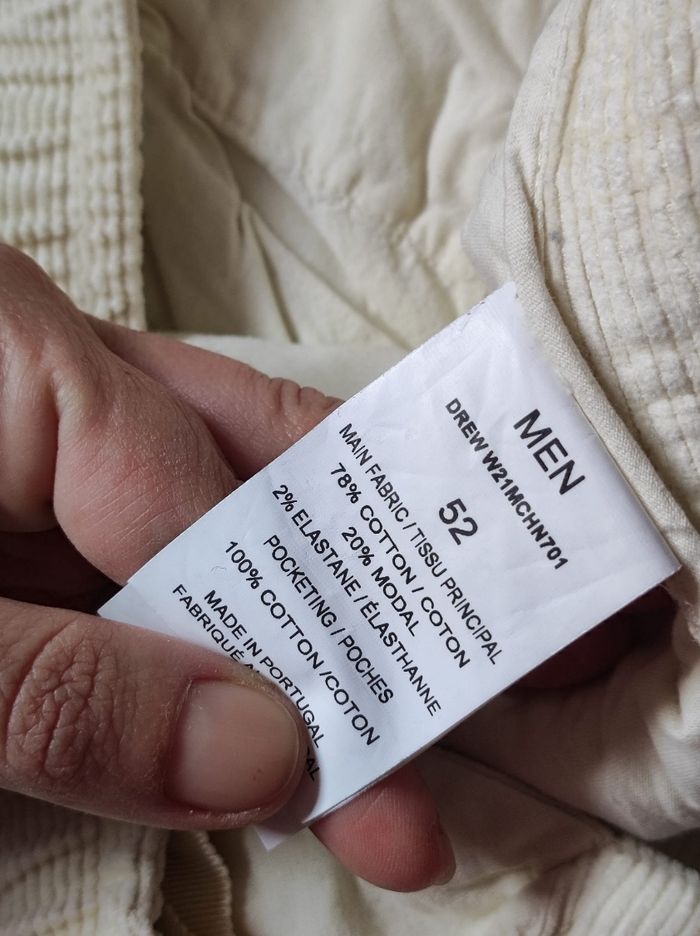 MEN
DREW W21MCHN701
52
MAIN FABRIC / TISSU PRINCIPAL
78% COTTON / COTON
20% MODAL
2% ELASTANE / ÉLASTHANNE
POCKETING / POCHES
100% COTTON /COTON
MADE IN PORTUGAL
FABRIQUÉ